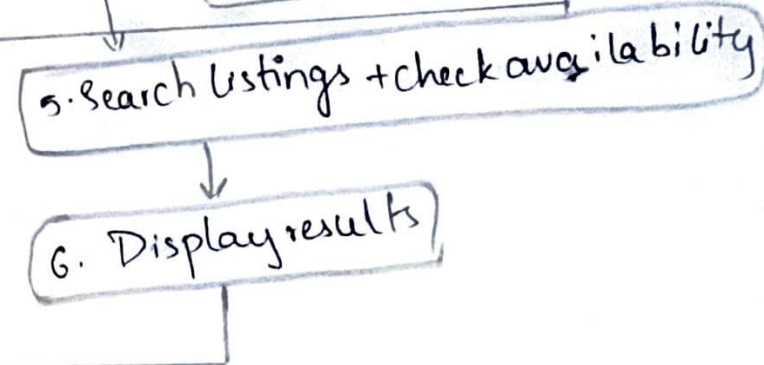 5. Search listings + check availability
6. Display results